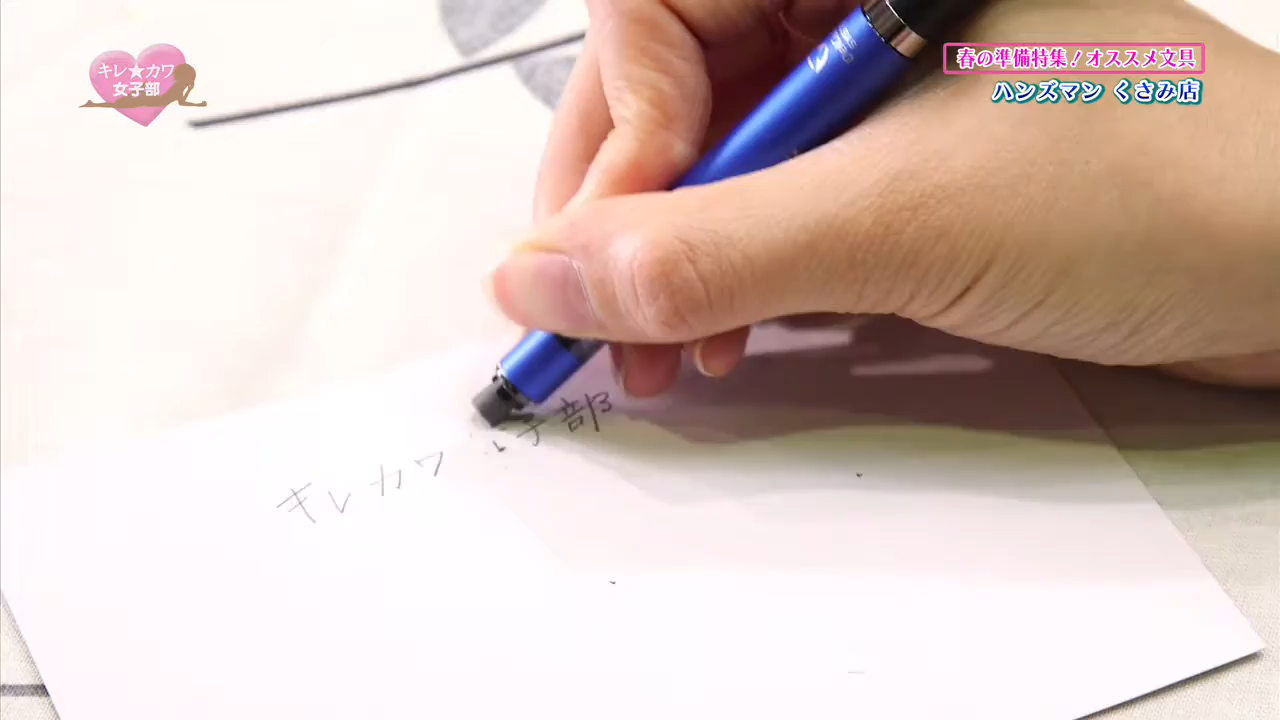 キレ★カワ
女子部
春の準備特集！オススメ文具
ハンズマン くさみ店
キレカワ 子部